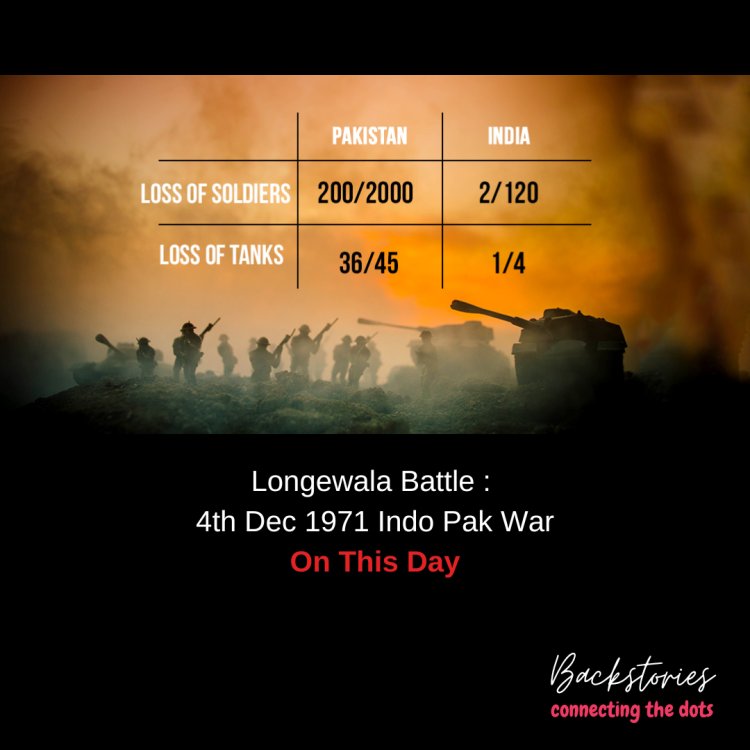 PAKISTAN INDIA
LOSS OF SOLDIERS 200/2000 2/120
LOSS OF TANKS 36/45 1/4
Longewala Battle :
4th Dec 1971 Indo Pak War
On This Day
Backstories
connecting the dots